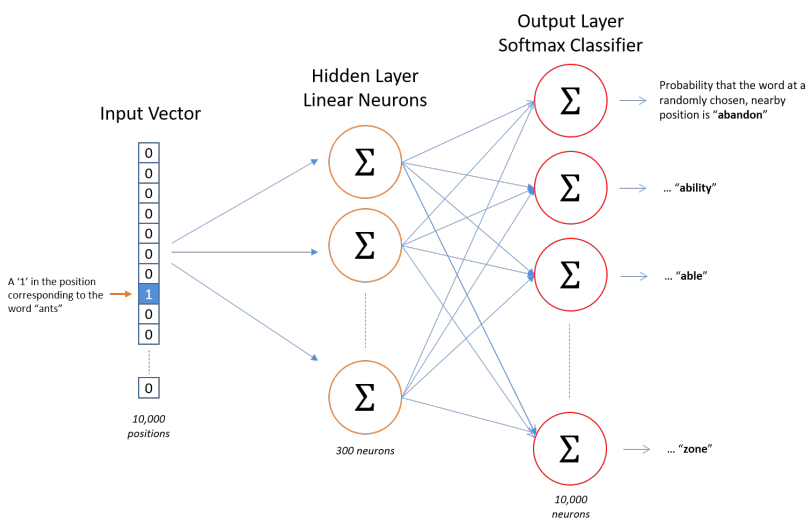 Output Layer
Softmax Classifier
Hidden Layer
Linear Neurons
Input Vector
0
0
0
0
0
0
0
1
0
0
0
A ‘1’ in the position
corresponding to the
word “ants”
10,000
positions
Σ
Σ
Σ
300 neurons
Σ
Σ
Σ
Σ
10,000
neurons
Probability that the word at a
randomly chosen, nearby
position is “abandon”
... “ability”
... “able”
... “zone”